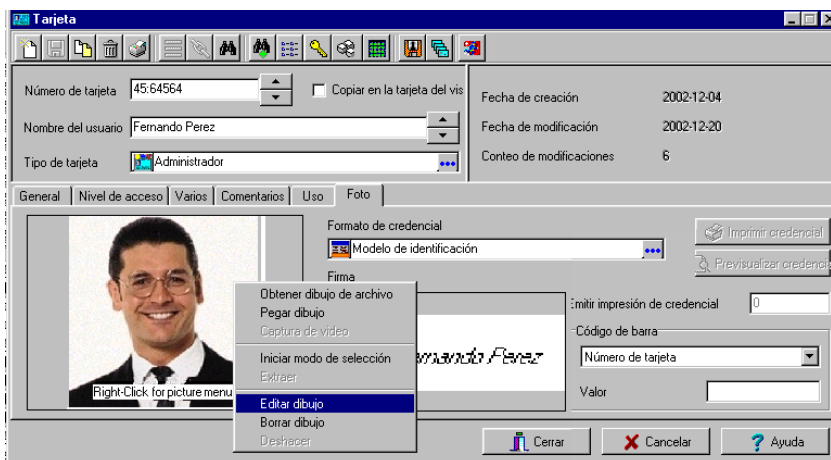 Tarjeta
Número de tarjeta 45:64564 Copiar en la tarjeta del vis
Nombre del usuario Fernando Perez
Tipo de tarjeta Administrador
Fecha de creación 2002-12-04
Fecha de modificación 2002-12-20
Conteo de modificaciones 6
General Nivel de acceso Varios Comentarios Uso Foto
Formato de credencial
Modelo de identificación
Imprimir credencial
Previsualizar credencia
Firma
Obtener dibujo de archivo
Pegar dibujo
Captura de video
Iniciar modo de selección
Extraer
Editar dibujo
Borrar dibujo
Deshacer
Right-Click for picture menu
Perez
Emitir impresión de credencial 0
Código de barra
Número de tarjeta
Valor
Cerrar Cancelar Ayuda